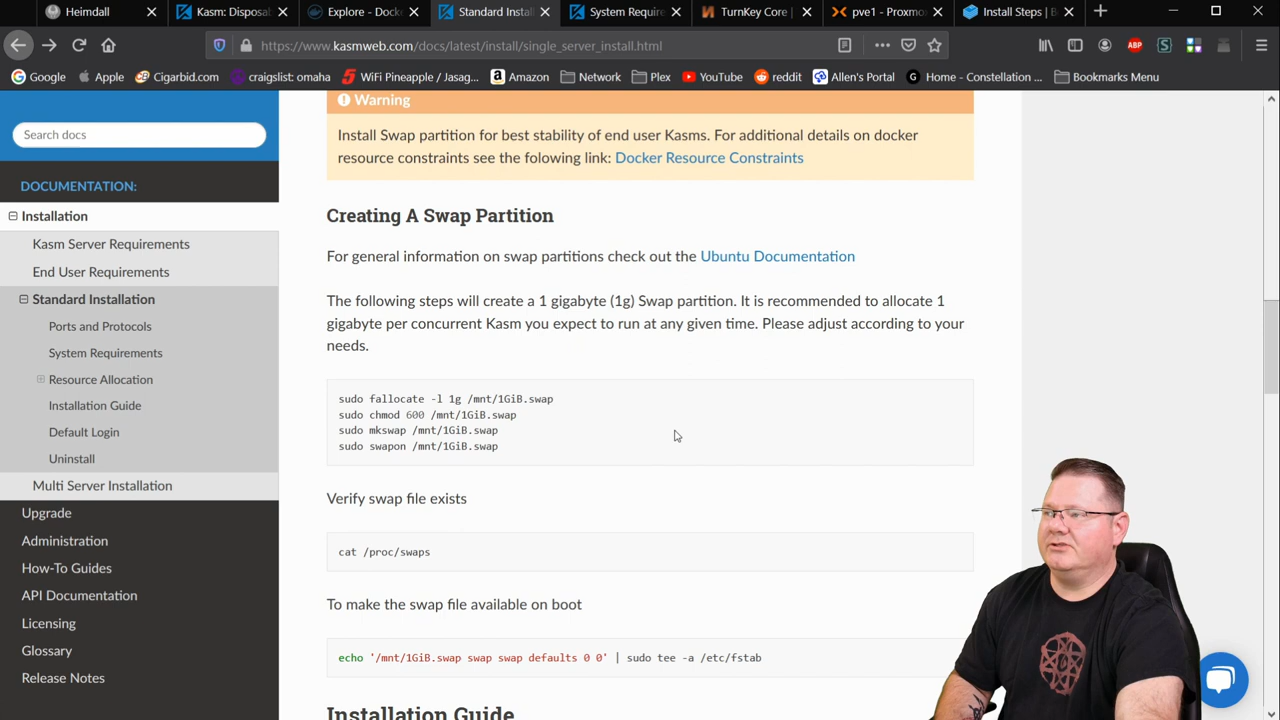 Heimdall
Kasm: Disposa
Explore - Docke
Standard Instal
System Require
TurnKey Core |
pve1 - Proxmo
Install Steps | B
https://www.kasmweb.com/docs/latest/install/single_server_install.html
ABP
Google
Apple
Cigarbid.com
craigslist: omaha
WiFi Pineapple / Jasag...
Amazon
Network
Plex
YouTube
reddit
Allen's Portal
Home - Constellation ...
Bookmarks Menu
Search docs
DOCUMENTATION:
Installation
Kasm Server Requirements
End User Requirements
Standard Installation
Ports and Protocols
System Requirements
Resource Allocation
Installation Guide
Default Login
Uninstall
Multi Server Installation
Upgrade
Administration
How-To Guides
API Documentation
Licensing
Glossary
Release Notes
Warning
Install Swap partition for best stability of end user Kasms. For additional details on docker
resource constraints see the folowing link: Docker Resource Constraints
Creating A Swap Partition
For general information on swap partitions check out the Ubuntu Documentation
The following steps will create a 1 gigabyte (1g) Swap partition. It is recommended to allocate 1
gigabyte per concurrent Kasm you expect to run at any given time. Please adjust according to your
needs.
sudo fallocate -l 1g /mnt/1GiB.swap
sudo chmod 600 /mnt/1GiB.swap
sudo mkswap /mnt/1GiB.swap
sudo swapon /mnt/1GiB.swap
Verify swap file exists
cat /proc/swaps
To make the swap file available on boot
echo '/mnt/1GiB.swap swap swap defaults 0 0' | sudo tee -a /etc/fstab
Installation Guide